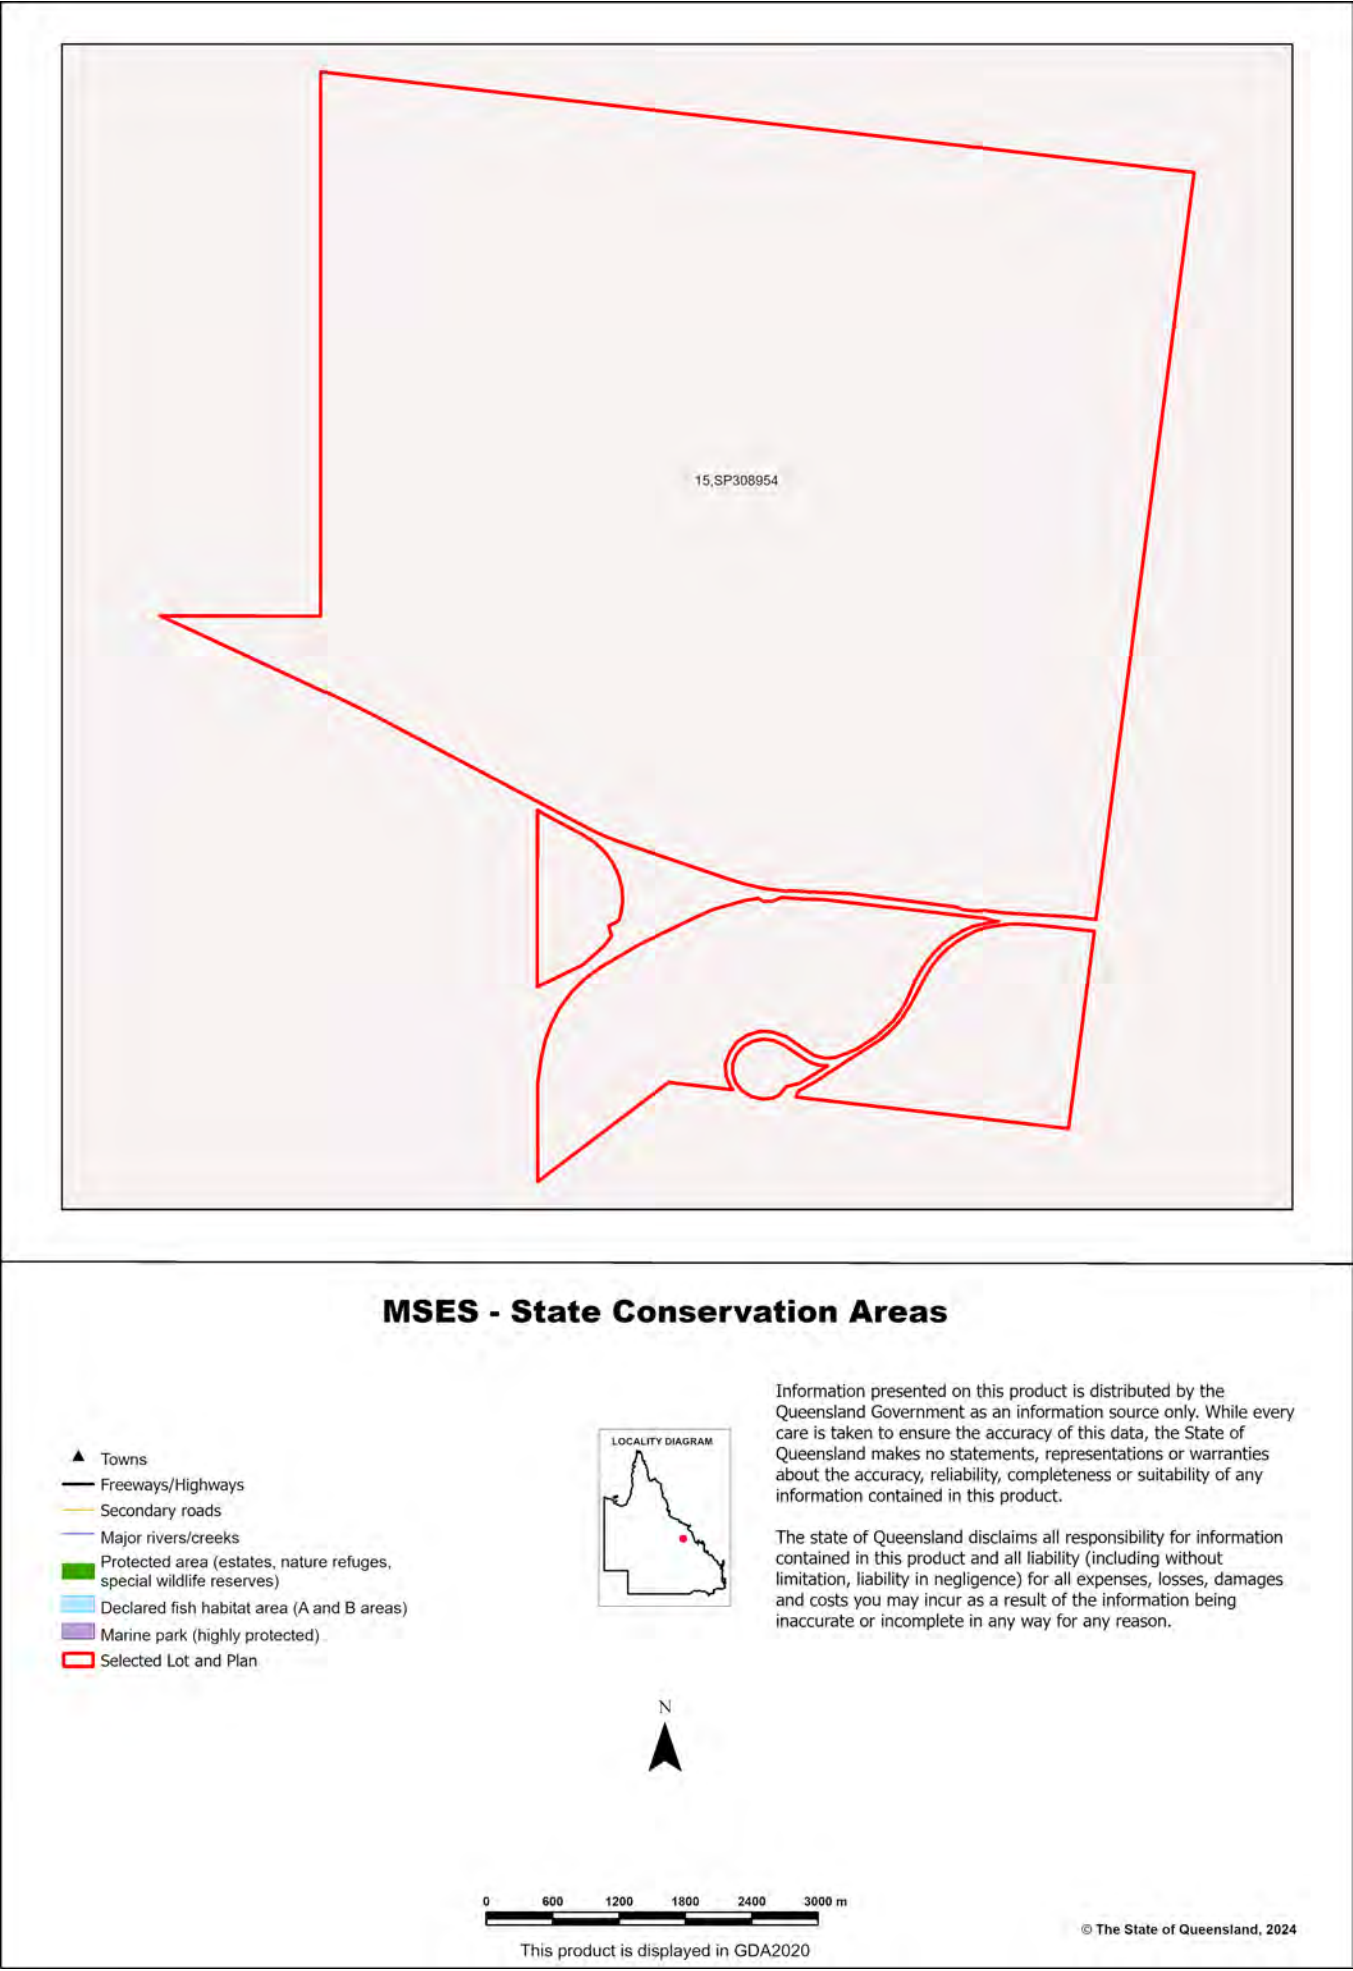 15,SP308954
MSES - State Conservation Areas
Towns
Freeways/Highways
Secondary roads
Major rivers/creeks
Protected area (estates, nature refuges,
special wildlife reserves)
Declared fish habitat area (A and B areas)
Marine park (highly protected)
Selected Lot and Plan
LOCALITY DIAGRAM
Information presented on this product is distributed by the
Queensland Government as an information source only. While every
care is taken to ensure the accuracy of this data, the State of
Queensland makes no statements, representations or warranties
about the accuracy, reliability, completeness or suitability of any
information contained in this product.
The state of Queensland disclaims all responsibility for information
contained in this product and all liability (including without
limitation, liability in negligence) for all expenses, losses, damages
and costs you may incur as a result of the information being
inaccurate or incomplete in any way for any reason.
N
0 600 1200 1800 2400 3000 m
This product is displayed in GDA2020
© The State of Queensland, 2024